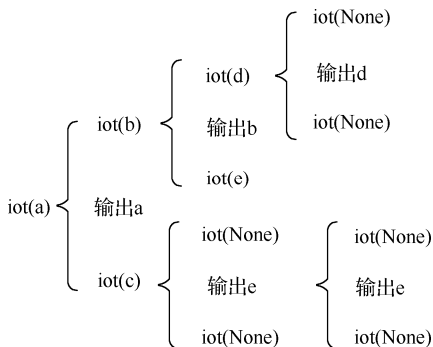 iot(None)
iot(d)
输出d
iot(b)
输出b
iot(None)
iot(e)
iot(a)
输出a
iot(None)
iot(None)
iot(c)
输出e
输出e
iot(None)
iot(None)